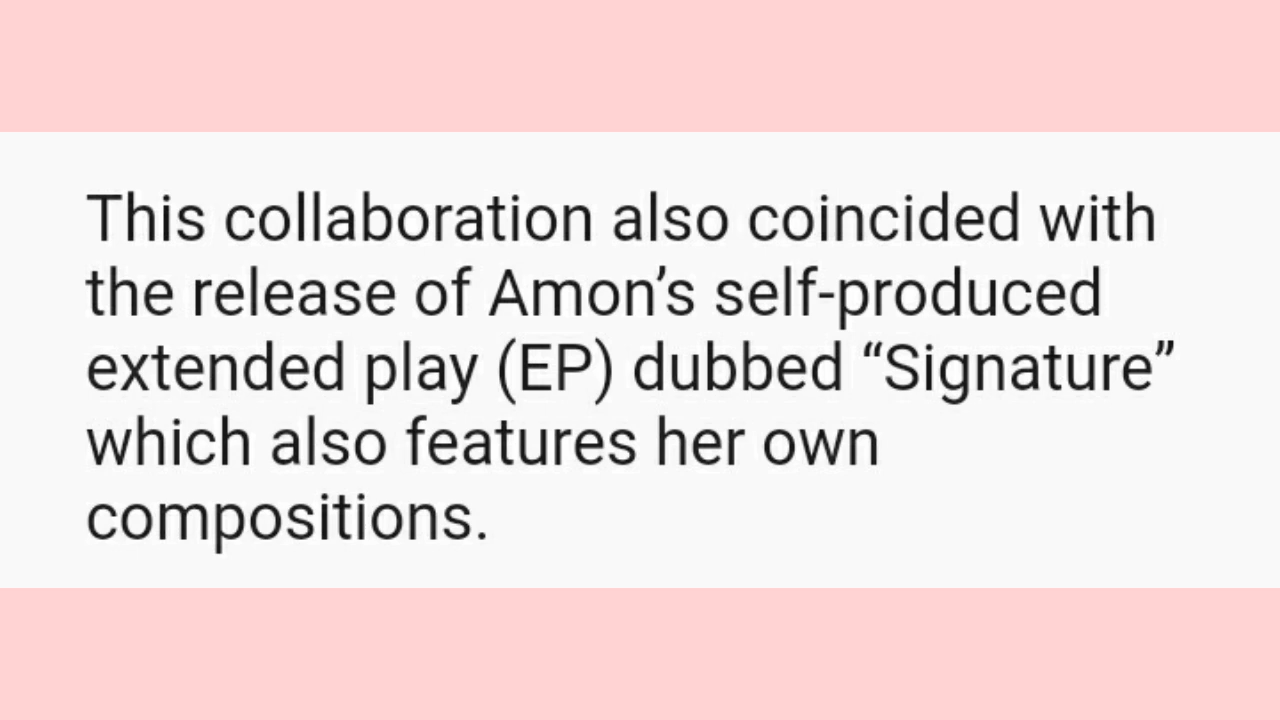 This collaboration also coincided with
the release of Amon’s self-produced
extended play (EP) dubbed “Signature”
which also features her own
compositions.